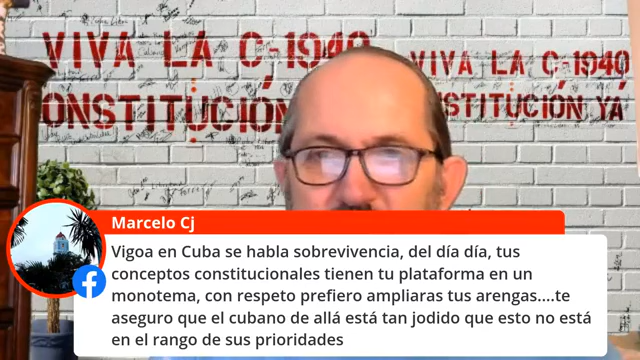 VIVA LA C-1940
CONSTITUCIÓN
VIVA LA C-1940
CONSTITUCIÓN YA
Marcelo Cj
Vigoa en Cuba se habla sobrevivencia, del día día, tus
conceptos constitucionales tienen tu plataforma en un
monotema, con respeto prefiero ampliaras tus arengas....te
aseguro que el cubano de allá está tan jodido que esto no está
en el rango de sus prioridades